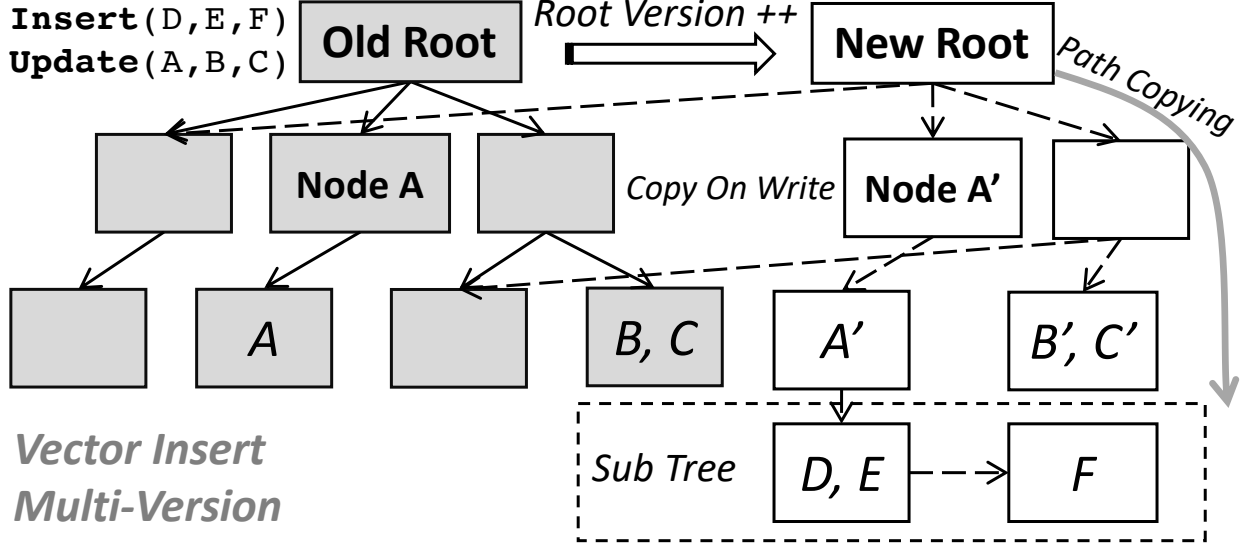 Insert(D,E,F)
Update(A,B,C)
Old Root
Root Version ++
New Root
Path Copying
Node A
Copy On Write
Node A’
A
B, C
A’
B’, C’
Vector Insert
Multi-Version
Sub Tree
D, E
F